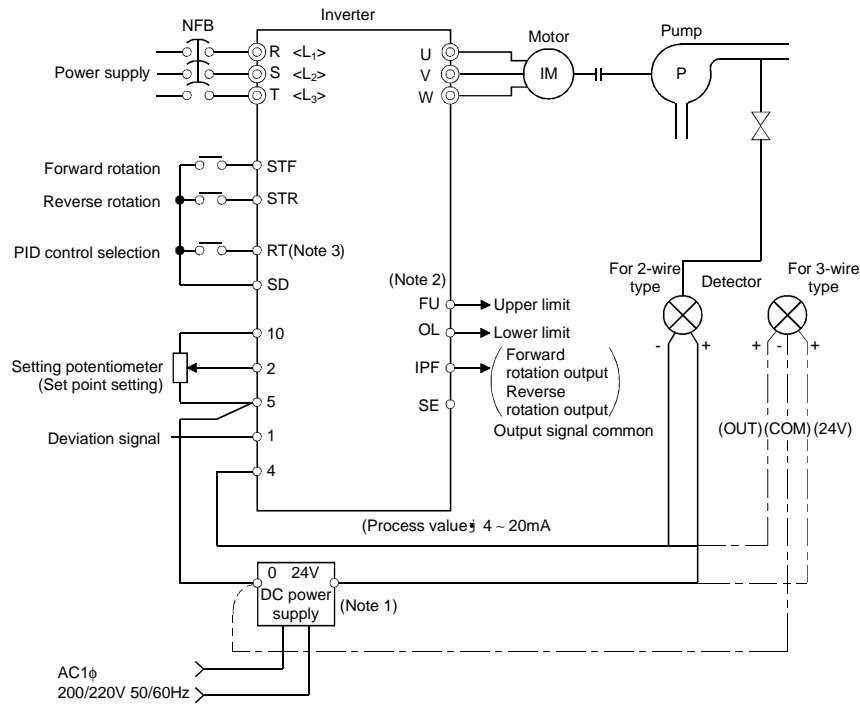 Inverter
NFB
Motor
Pump
R <L₁>
U
Power supply
S <L₂>
V
IM
P
T <L₃>
W
Forward rotation
STF
Reverse rotation
STR
PID control selection
RT(Note 3)
SD
(Note 2)
For 2-wire
type
Detector
For 3-wire
type
FU
Upper limit
10
OL
Lower limit
Setting potentiometer
(Set point setting)
2
IPF
Forward
rotation output
Reverse
rotation output
5
SE
Output signal common
- +
+ - +
Deviation signal
1
(OUT) (COM) (24V)
4
(Process value 4 ~ 20mA
0 24V
DC power
supply
(Note 1)
AC1ϕ
200/220V 50/60Hz